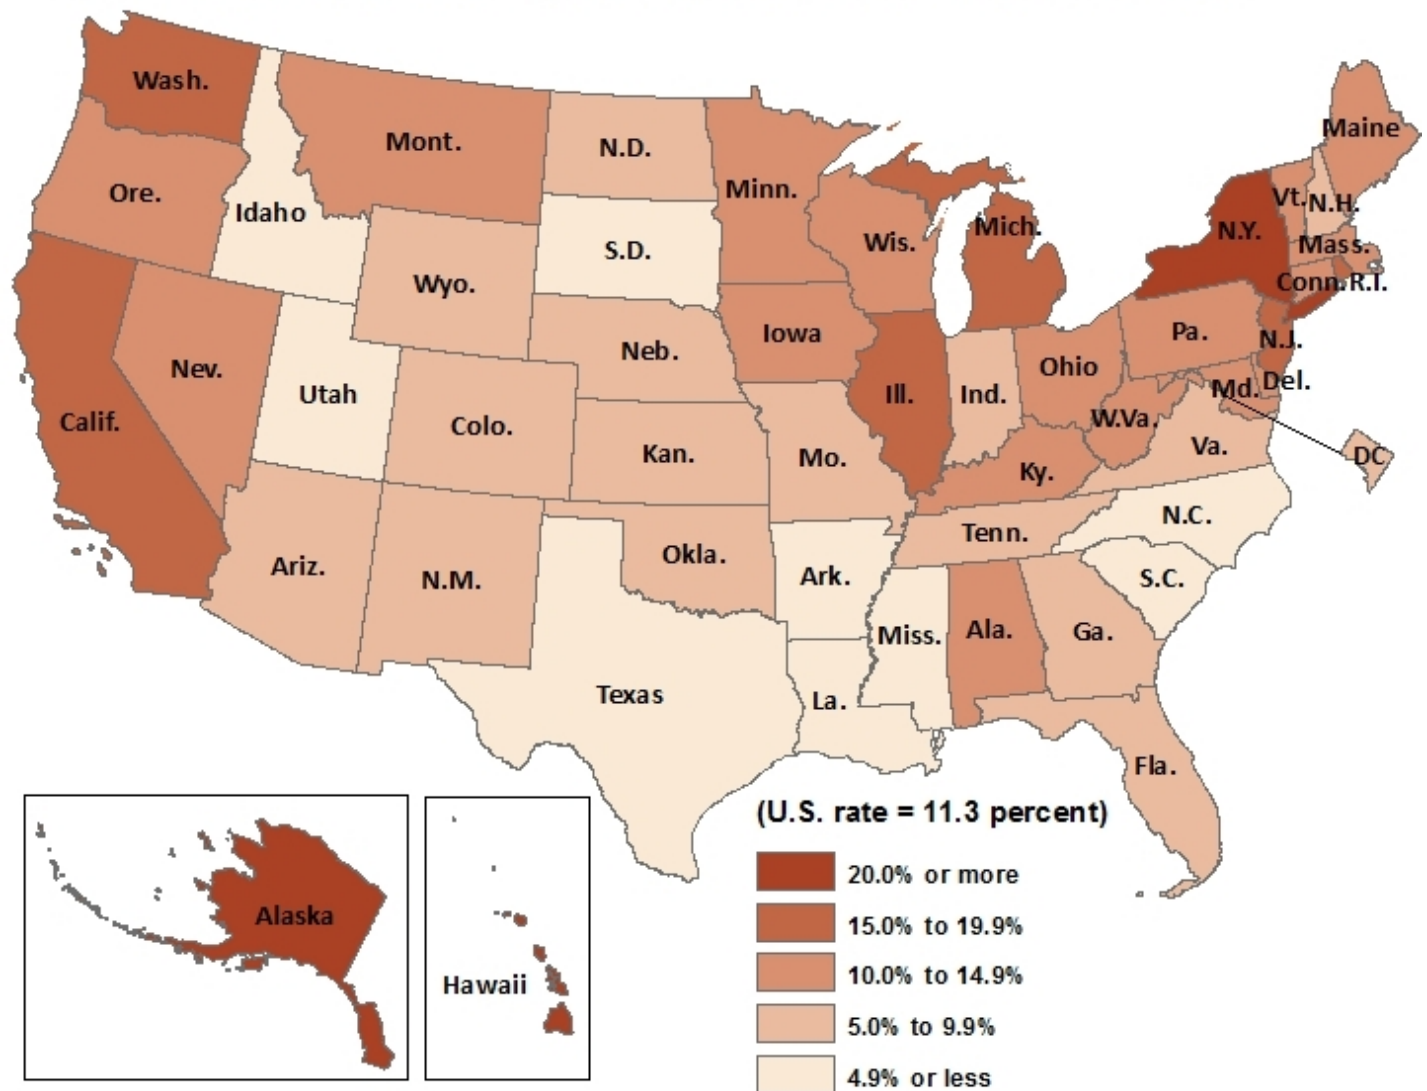 Wash.
Mont.
N.D.
Minn.
Maine
Ore.
Idaho
Vt.
N.H.
S.D.
Wis.
Mich.
N.Y.
Mass.
Wyo.
Conn.
R.I.
Iowa
Pa.
N.J.
Neb.
Nev.
Utah
Ohio
Ill.
Ind.
Md.
Del.
Calif.
Colo.
W.Va.
Kan.
Mo.
Va.
DC
Ky.
N.C.
Tenn.
Ariz.
N.M.
Okla.
Ark.
S.C.
Miss.
Ala.
Ga.
Texas
La.
Fla.
Alaska
Hawaii
(U.S. rate = 11.3 percent)
20.0% or more
15.0% to 19.9%
10.0% to 14.9%
5.0% to 9.9%
4.9% or less